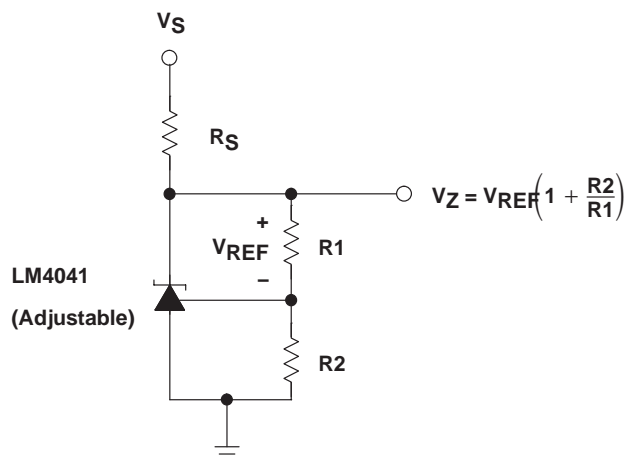 VS
RS
VZ = VREF(1 + R2/R1)
+
VREF
R1
–
LM4041
(Adjustable)
R2